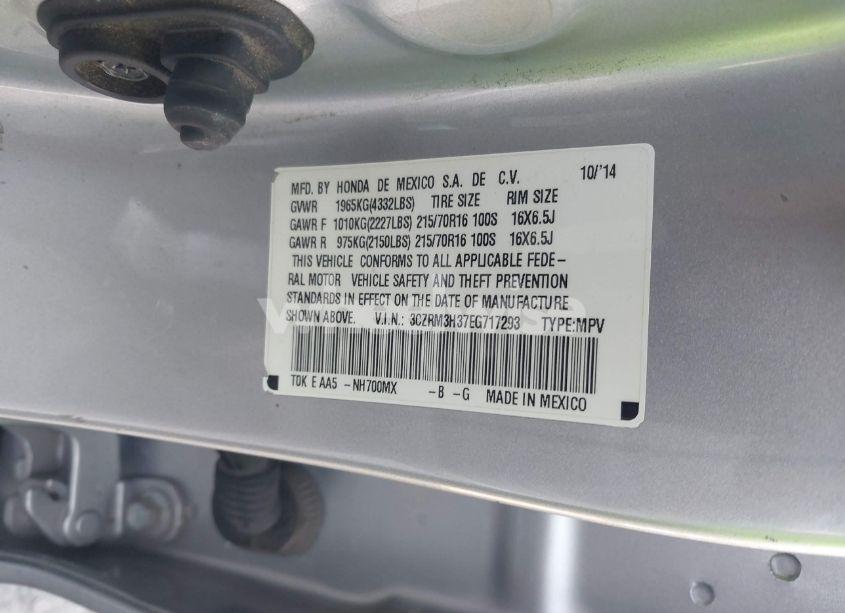 MFD. BY HONDA DE MEXICO S.A. DE C.V. 10/'14
GVWR 1965KG(4332LBS) TIRE SIZE RIM SIZE
GAWR F 1010KG(2227LBS) 215/70R16 100S 16X6.5J
GAWR R 975KG(2150LBS) 215/70R16 100S 16X6.5J
THIS VEHICLE CONFORMS TO ALL APPLICABLE FEDE-
RAL MOTOR VEHICLE SAFETY AND THEFT PREVENTION
STANDARDS IN EFFECT ON THE DATE OF MANUFACTURE
SHOWN ABOVE. V.I.N.: 3CZRM3H37EG717293 TYPE:MPV
T0K E AA5 -NH700MX -B -G MADE IN MEXICO